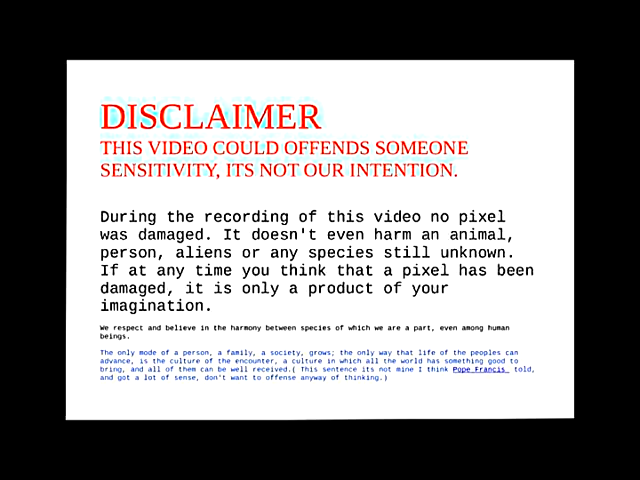 DISCLAIMER
THIS VIDEO COULD OFFENDS SOMEONE
SENSITIVITY, ITS NOT OUR INTENTION.
During the recording of this video no pixel
was damaged. It doesn't even harm an animal,
person, aliens or any species still unknown.
If at any time you think that a pixel has been
damaged, it is only a product of your
imagination.
We respect and believe in the harmony between species of which we are a part, even among human
beings.
The only mode of a person, a family, a society, grows; the only way that life of the peoples can
advance, is the culture of the encounter, a culture in which all the world has something good to
bring, and all of them can be well received.( This sentence its not mine I think Pope Francis told,
and got a lot of sense, don't want to offense anyway of thinking.)